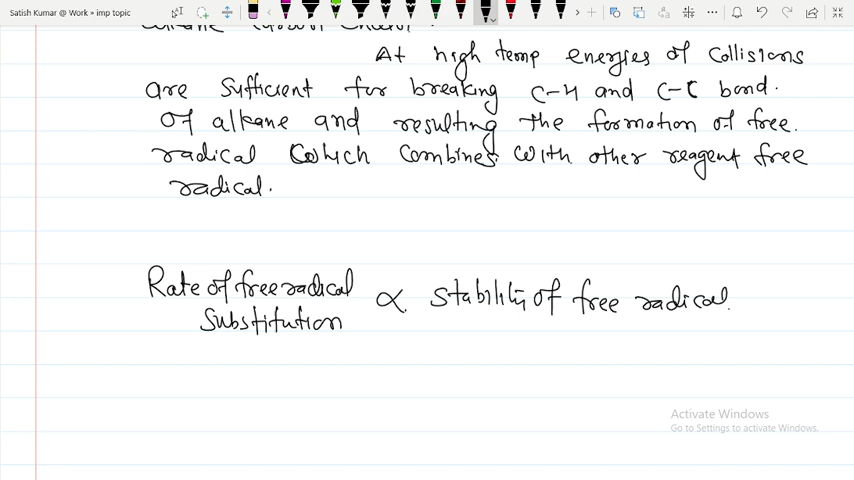 Satish Kumar @ Work » imp topic
At high temp energies of Collisions
are Sufficient for breaking C-H and C-C bond.
Of alkane and resulting the formation of free.
radical which Combines with other reagent free
radical.
Rate of free radical ∝ Stability of free radical.
Substitution
Activate Windows
Go to Settings to activate Windows.